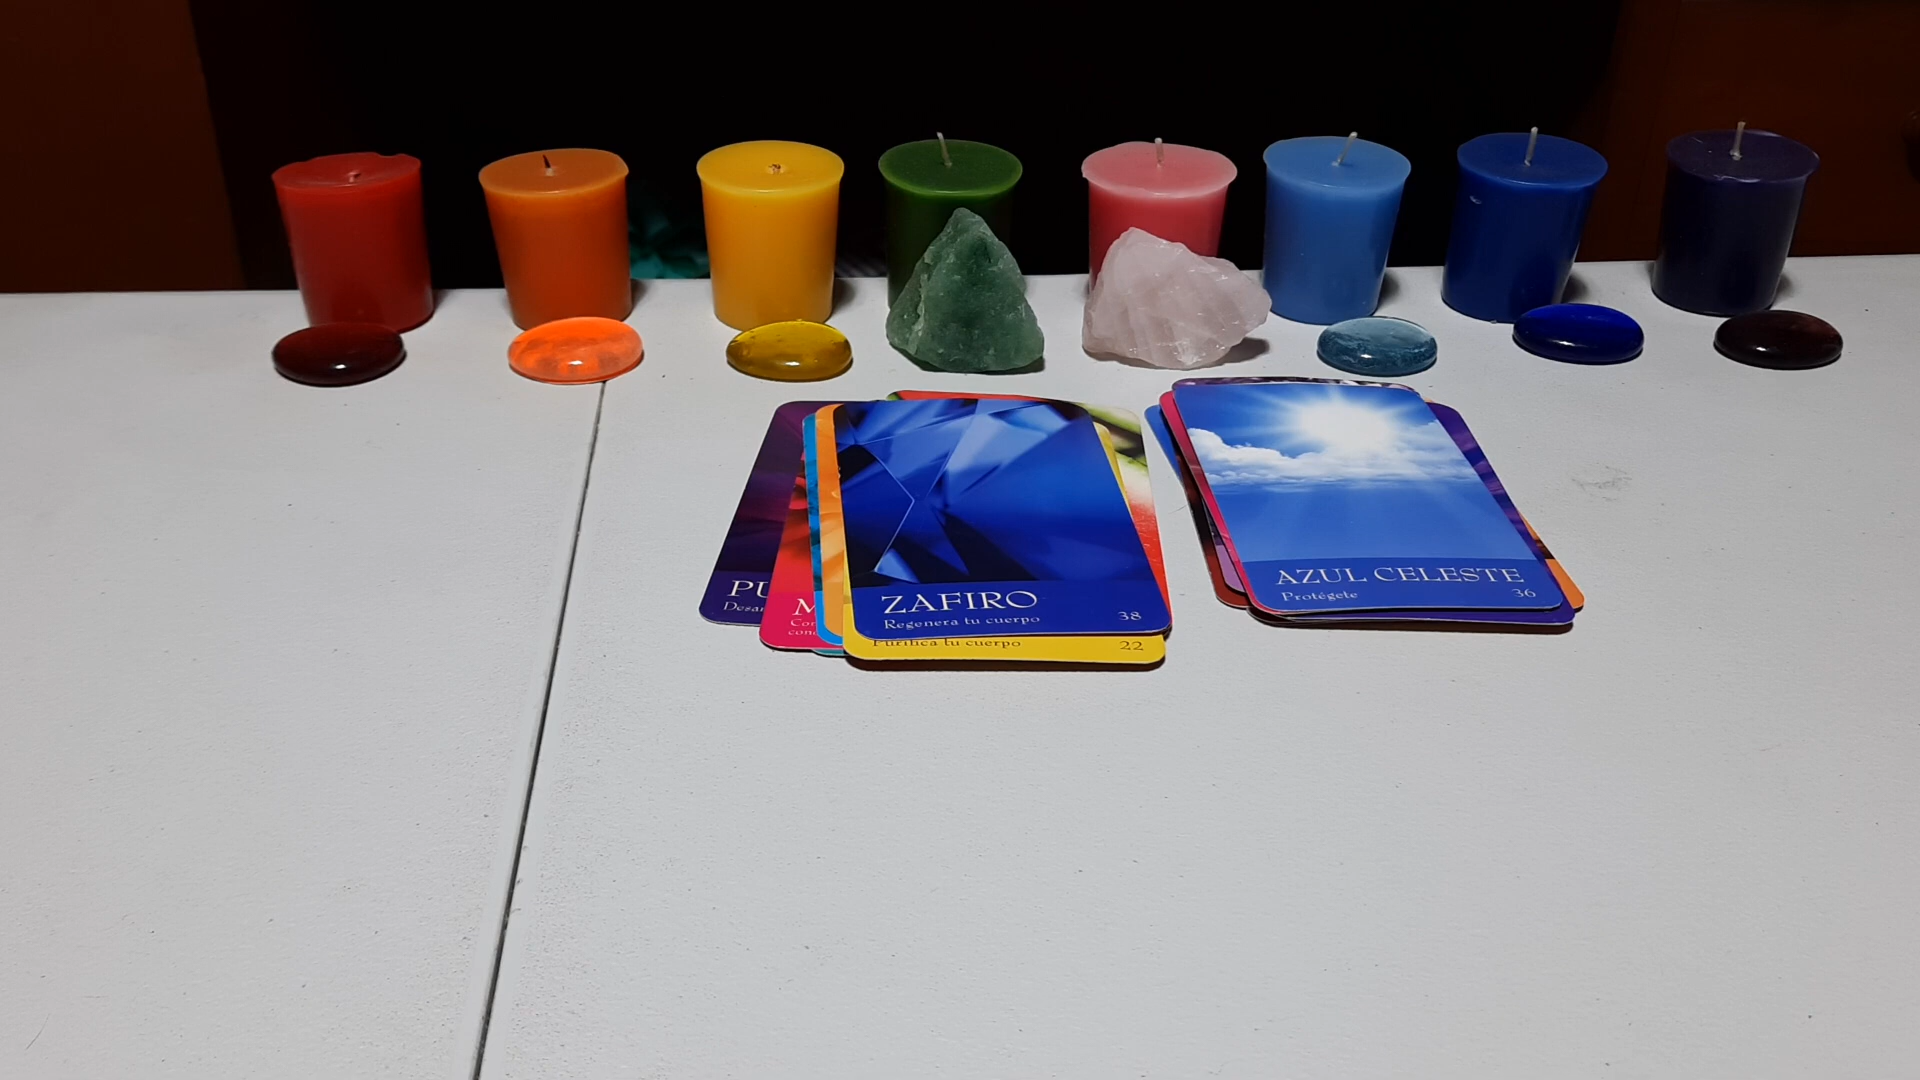 ZAFIRO
Regenera tu cuerpo
38
Purifica tu cuerpo
22
AZUL CELESTE
Protégete
36